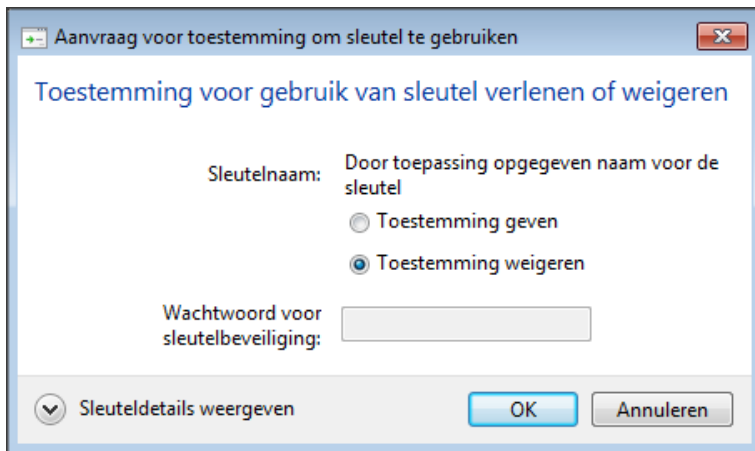 Aanvraag voor toestemming om sleutel te gebruiken
Toestemming voor gebruik van sleutel verlenen of weigeren
Sleutelnaam:
Door toepassing opgegeven naam voor de
sleutel
Toestemming geven
Toestemming weigeren
Wachtwoord voor
sleutelbeveiliging:
Sleuteldetails weergeven
OK
Annuleren